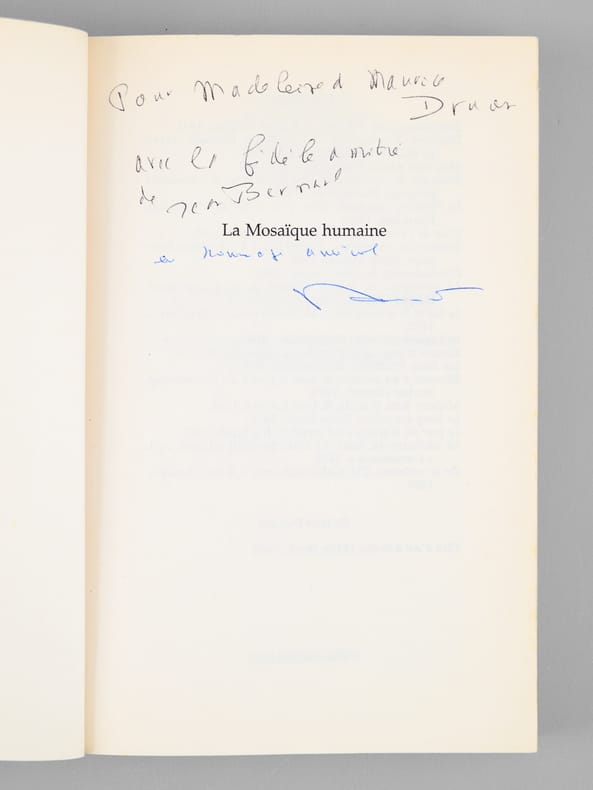 Pour Madeleine et Maurice
Druon
avec la fidèle amitié
de Jean Bernard
La Mosaïque humaine
en hommage amical